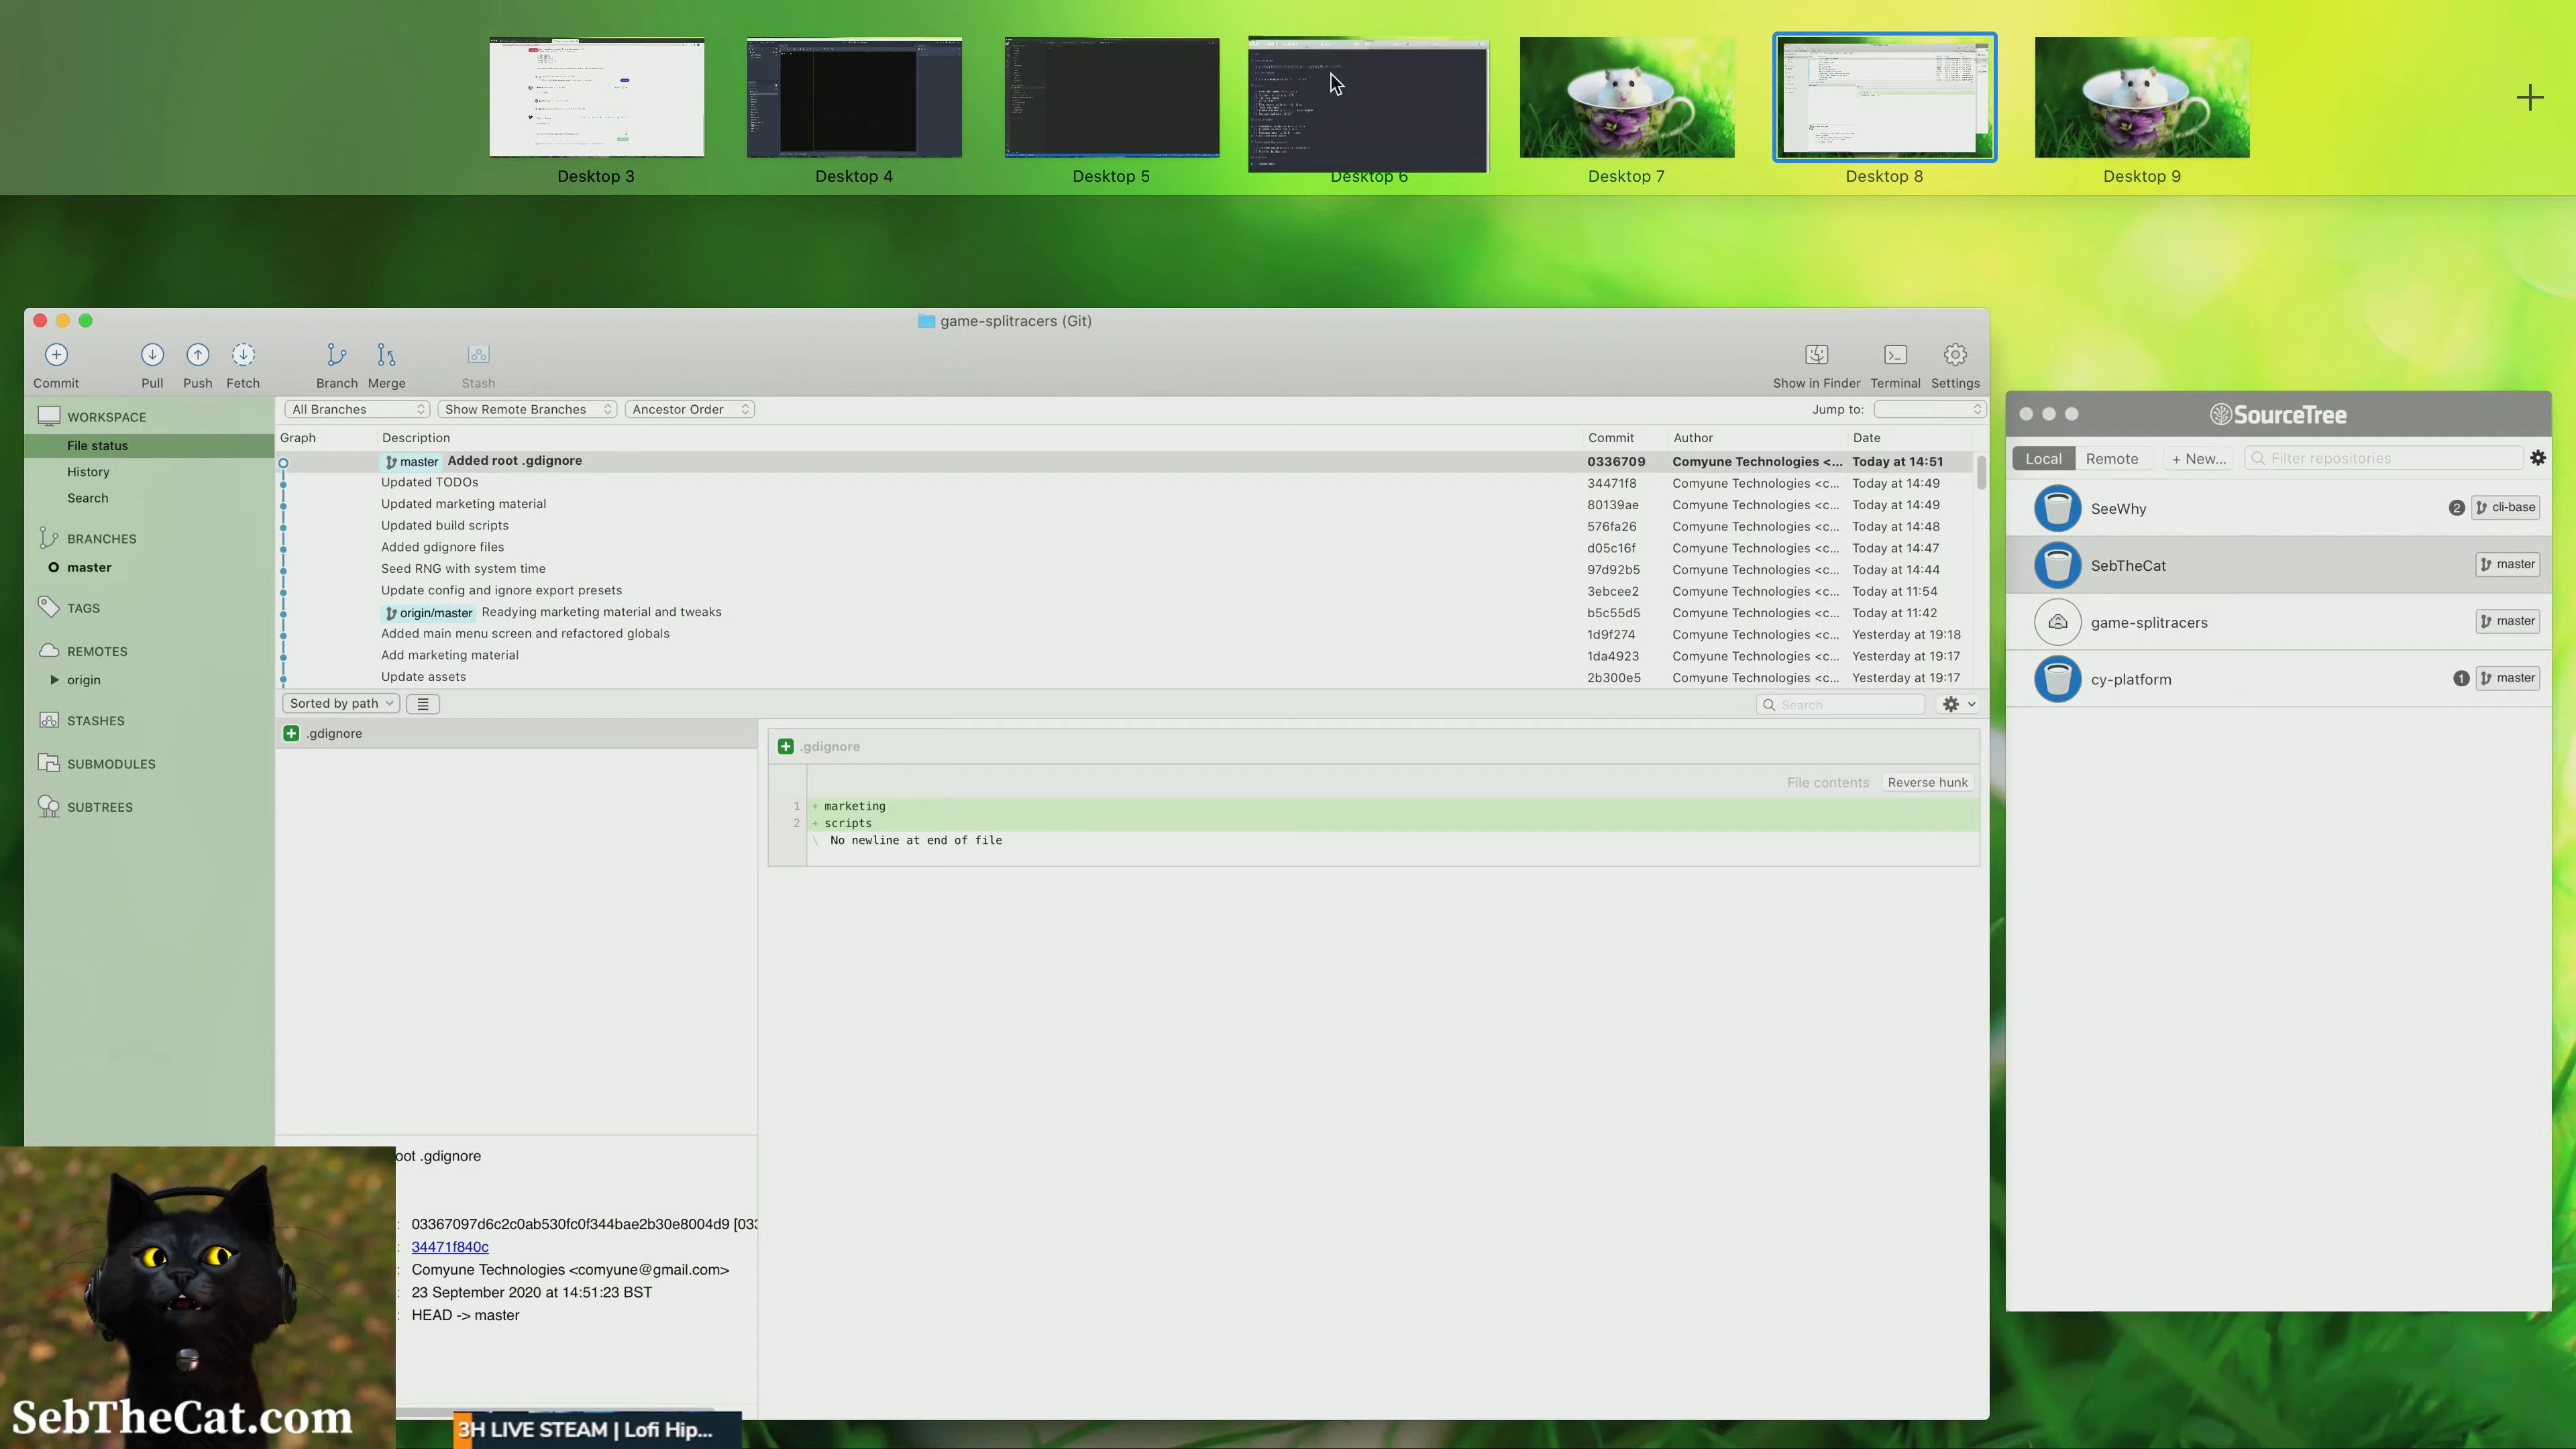 Desktop 3
Desktop 4
Desktop 5
Desktop 6
Desktop 7
Desktop 8
Desktop 9
game-splitracers (Git)
Commit
Pull
Push
Fetch
Branch
Merge
Stash
Show in Finder
Terminal
Settings
WORKSPACE
File status
History
Search
BRANCHES
master
TAGS
REMOTES
origin
STASHES
SUBMODULES
SUBTREES
All Branches
Show Remote Branches
Ancestor Order
Jump to:
Graph Description Commit Author Date
master Added root .gdignore 0336709 Comyune Technologies <... Today at 14:51
Updated TODOs 34471f8 Comyune Technologies <c... Today at 14:49
Updated marketing material 80139ae Comyune Technologies <c... Today at 14:49
Updated build scripts 576fa26 Comyune Technologies <c... Today at 14:48
Added gdignore files d05c16f Comyune Technologies <c... Today at 14:47
Seed RNG with system time 97d92b5 Comyune Technologies <c... Today at 14:44
Update config and ignore export presets 3ebcee2 Comyune Technologies <c... Today at 11:54
origin/master Readying marketing material and tweaks b5c55d5 Comyune Technologies <c... Today at 11:42
Added main menu screen and refactored globals 1d9f274 Comyune Technologies <c... Yesterday at 19:18
Add marketing material 1da4923 Comyune Technologies <c... Yesterday at 19:17
Update assets 2b300e5 Comyune Technologies <c... Yesterday at 19:17
Sorted by path
Search
.gdignore
.gdignore
File contents Reverse hunk
1 + marketing
2 + scripts
\ No newline at end of file
oot .gdignore
: 03367097d6c2c0ab530fc0f344bae2b30e8004d9 [03
: 34471f840c
: Comyune Technologies <comyune@gmail.com>
: 23 September 2020 at 14:51:23 BST
: HEAD -> master
SourceTree
Local Remote + New... Filter repositories
SeeWhy 2 cli-base
SebTheCat master
game-splitracers master
cy-platform 1 master
SebTheCat.com
3H LIVE STEAM | Lofi Hip...